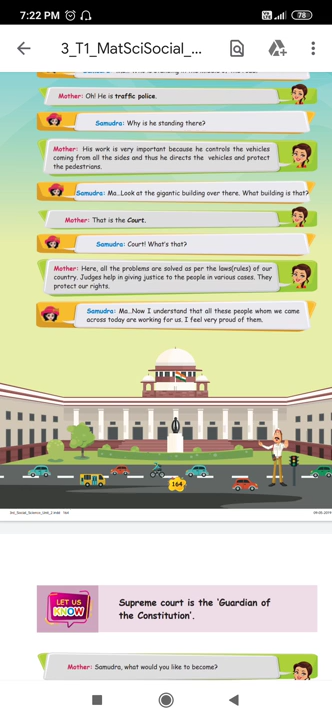 7:22 PM
78
3_T1_MatSciSocial_...
Mother: Oh! He is traffic police.
Samudra: Why is he standing there?
Mother: His work is very important because he controls the vehicles
coming from all the sides and thus he directs the vehicles and protect
the pedestrians.
Samudra: Ma..Look at the gigantic building over there. What building is that?
Mother: That is the Court.
Samudra: Court! What's that?
Mother: Here, all the problems are solved as per the laws(rules) of our
country. Judges help in giving justice to the people in various cases. They
protect our rights.
Samudra: Ma..Now I understand that all these people whom we came
across today are working for us. I feel very proud of them.
164
LET US
KNOW
Supreme court is the 'Guardian of
the Constitution'.
Mother: Samudra, what would you like to become?